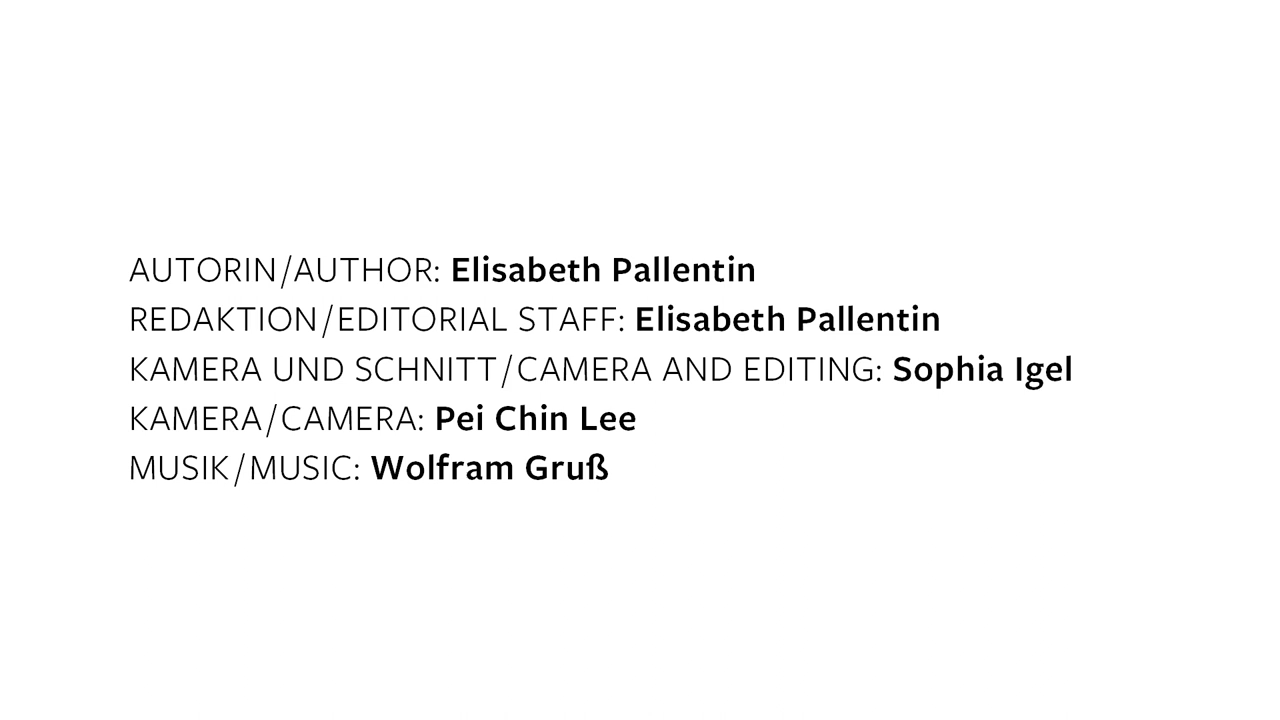 AUTORIN/AUTHOR: Elisabeth Pallentin
REDAKTION/EDITORIAL STAFF: Elisabeth Pallentin
KAMERA UND SCHNITT/CAMERA AND EDITING: Sophia Igel
KAMERA/CAMERA: Pei Chin Lee
MUSIK/MUSIC: Wolfram Gruß